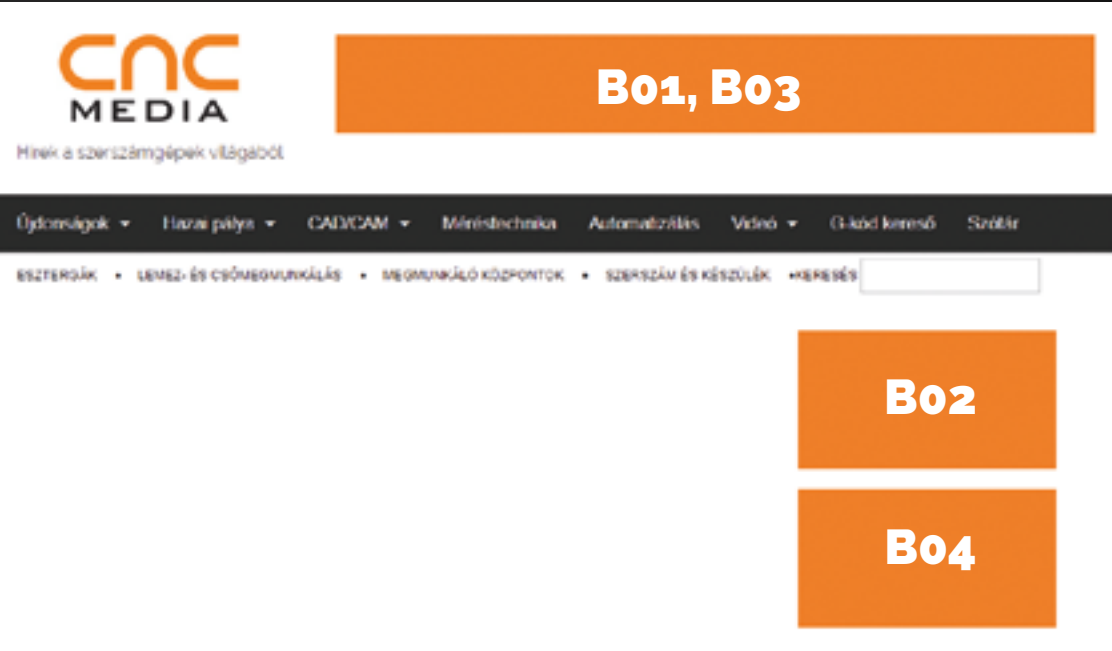 CNC
MEDIA
B01, B03
Hírek a szerszámgépek világából
Újdonságok Hazai pálya CAD/CAM Méréstechnika Automatizálás Videó G-kód kereső Szótár
ESZTERGÁK • LEMEZ- ÉS CSŐMEGMUNKÁLÁS • MEGMUNKÁLÓ KÖZPONTOK • SZERSZÁM ÉS KÉSZÜLÉK •KERESÉS
B02
B04